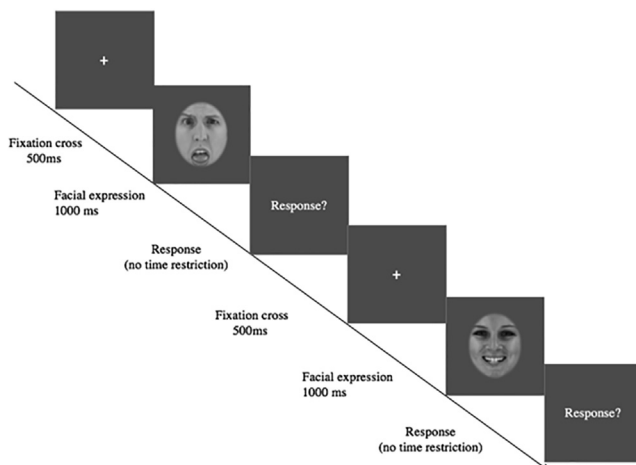 Fixation cross
500ms
Facial expression
1000 ms
Response?
Response
(no time restriction)
Fixation cross
500ms
Facial expression
1000 ms
Response?
Response
(no time restriction)